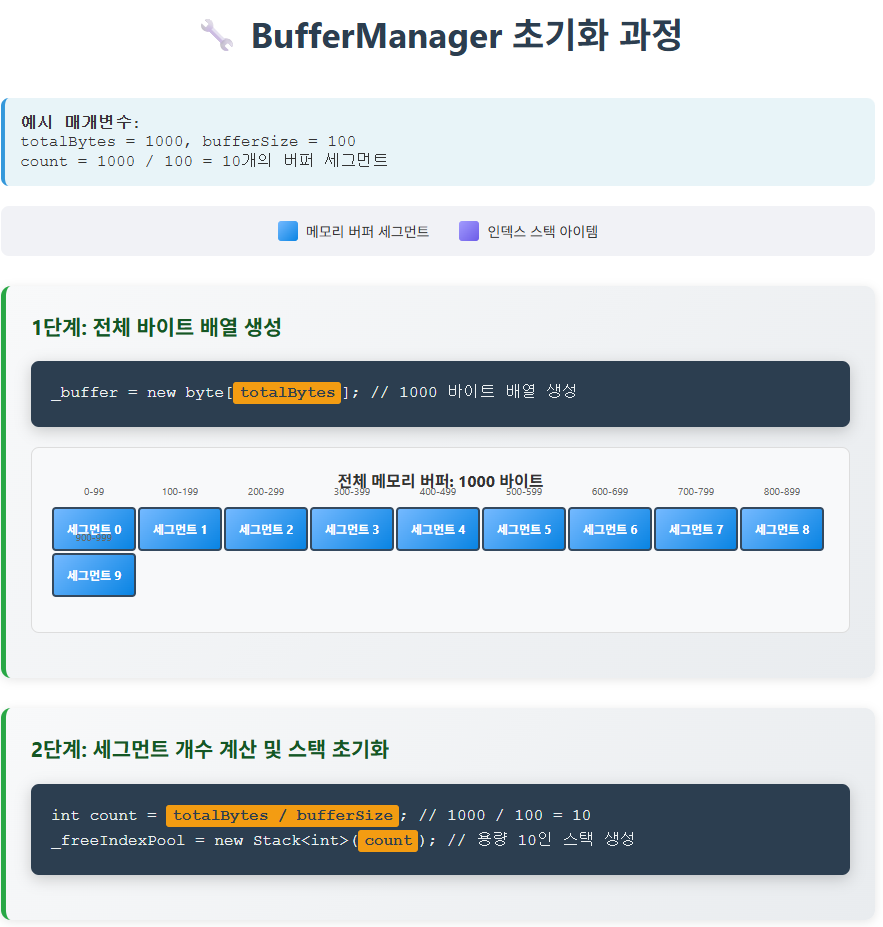 BufferManager 초기화 과정
예시 매개변수:
totalBytes = 1000, bufferSize = 100
count = 1000 / 100 = 10개의 버퍼 세그먼트
메모리 버퍼 세그먼트 인덱스 스택 아이템
1단계: 전체 바이트 배열 생성
_buffer = new byte[totalBytes]; // 1000 바이트 배열 생성
전체 메모리 버퍼: 1000 바이트
0-99 100-199 200-299 300-399 400-499 500-599 600-699 700-799 800-899
세그먼트 0 세그먼트 1 세그먼트 2 세그먼트 3 세그먼트 4 세그먼트 5 세그먼트 6 세그먼트 7 세그먼트 8
900-999
세그먼트 9
2단계: 세그먼트 개수 계산 및 스택 초기화
int count = totalBytes / bufferSize; // 1000 / 100 = 10
_freeIndexPool = new Stack<int>(count); // 용량 10인 스택 생성